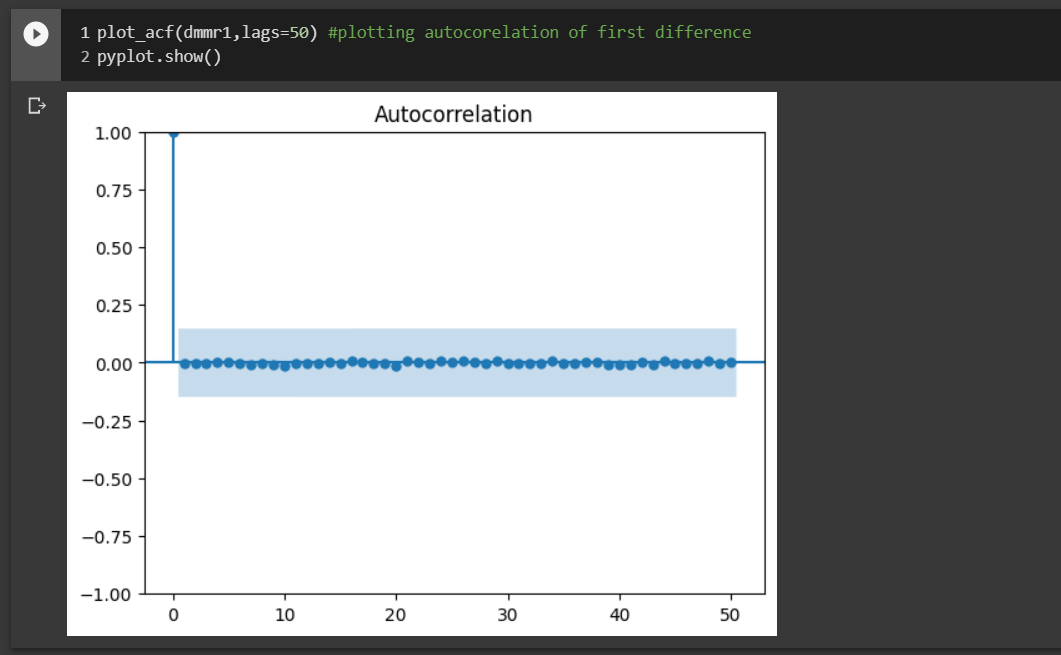 1 plot_acf(dmmr1,lags=50) #plotting autocorelation of first difference
2 pyplot.show()
Autocorrelation
1.00
0.75
0.50
0.25
0.00
−0.25
−0.50
−0.75
−1.00
0 10 20 30 40 50